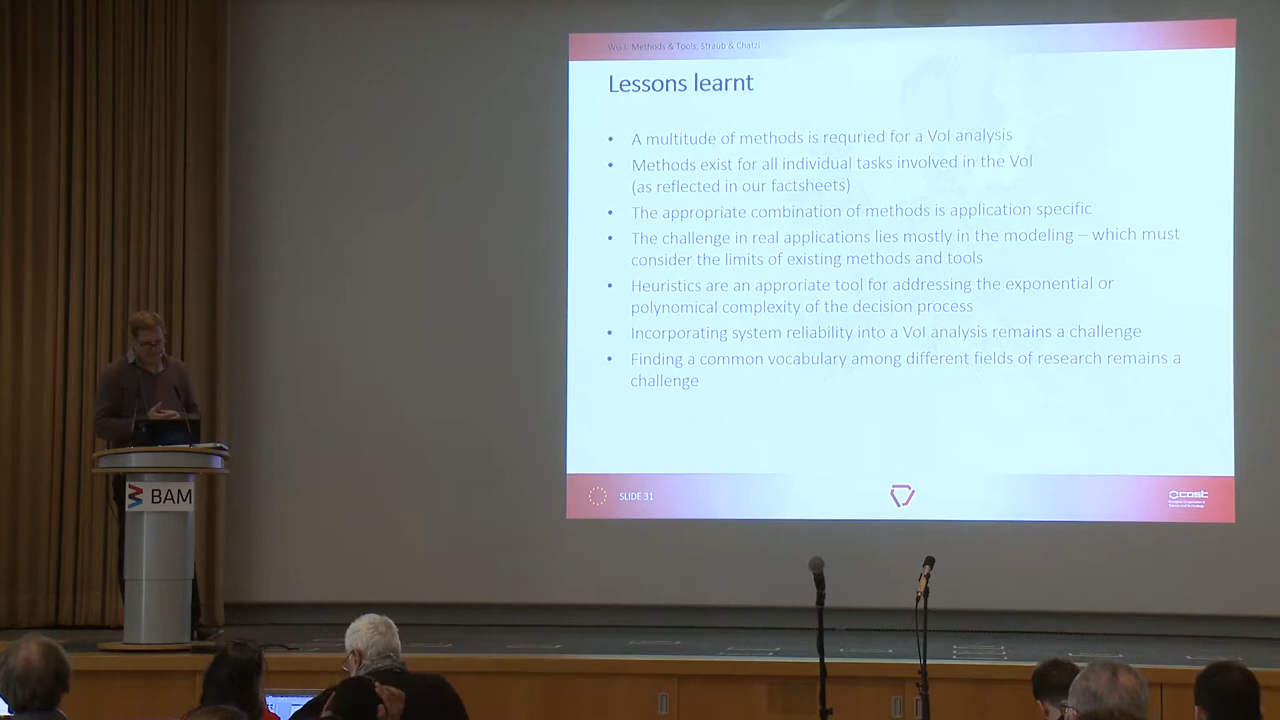 WG3: Methods & Tools, Straub & Chatzi
Lessons learnt
• A multitude of methods is requried for a VoI analysis
• Methods exist for all individual tasks involved in the VoI
(as reflected in our factsheets)
• The appropriate combination of methods is application specific
• The challenge in real applications lies mostly in the modeling – which must
consider the limits of existing methods and tools
• Heuristics are an approriate tool for addressing the exponential or
polynomical complexity of the decision process
• Incorporating system reliability into a VoI analysis remains a challenge
• Finding a common vocabulary among different fields of research remains a
challenge
SLIDE 31
cost
BAM